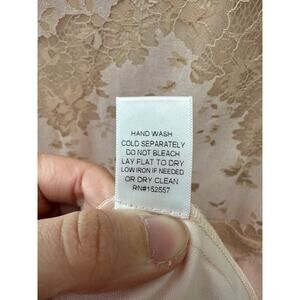 HAND WASH
COLD SEPARATELY
DO NOT BLEACH
LAY FLAT TO DRY
LOW IRON IF NEEDED
OR DRY CLEAN
RN#152557